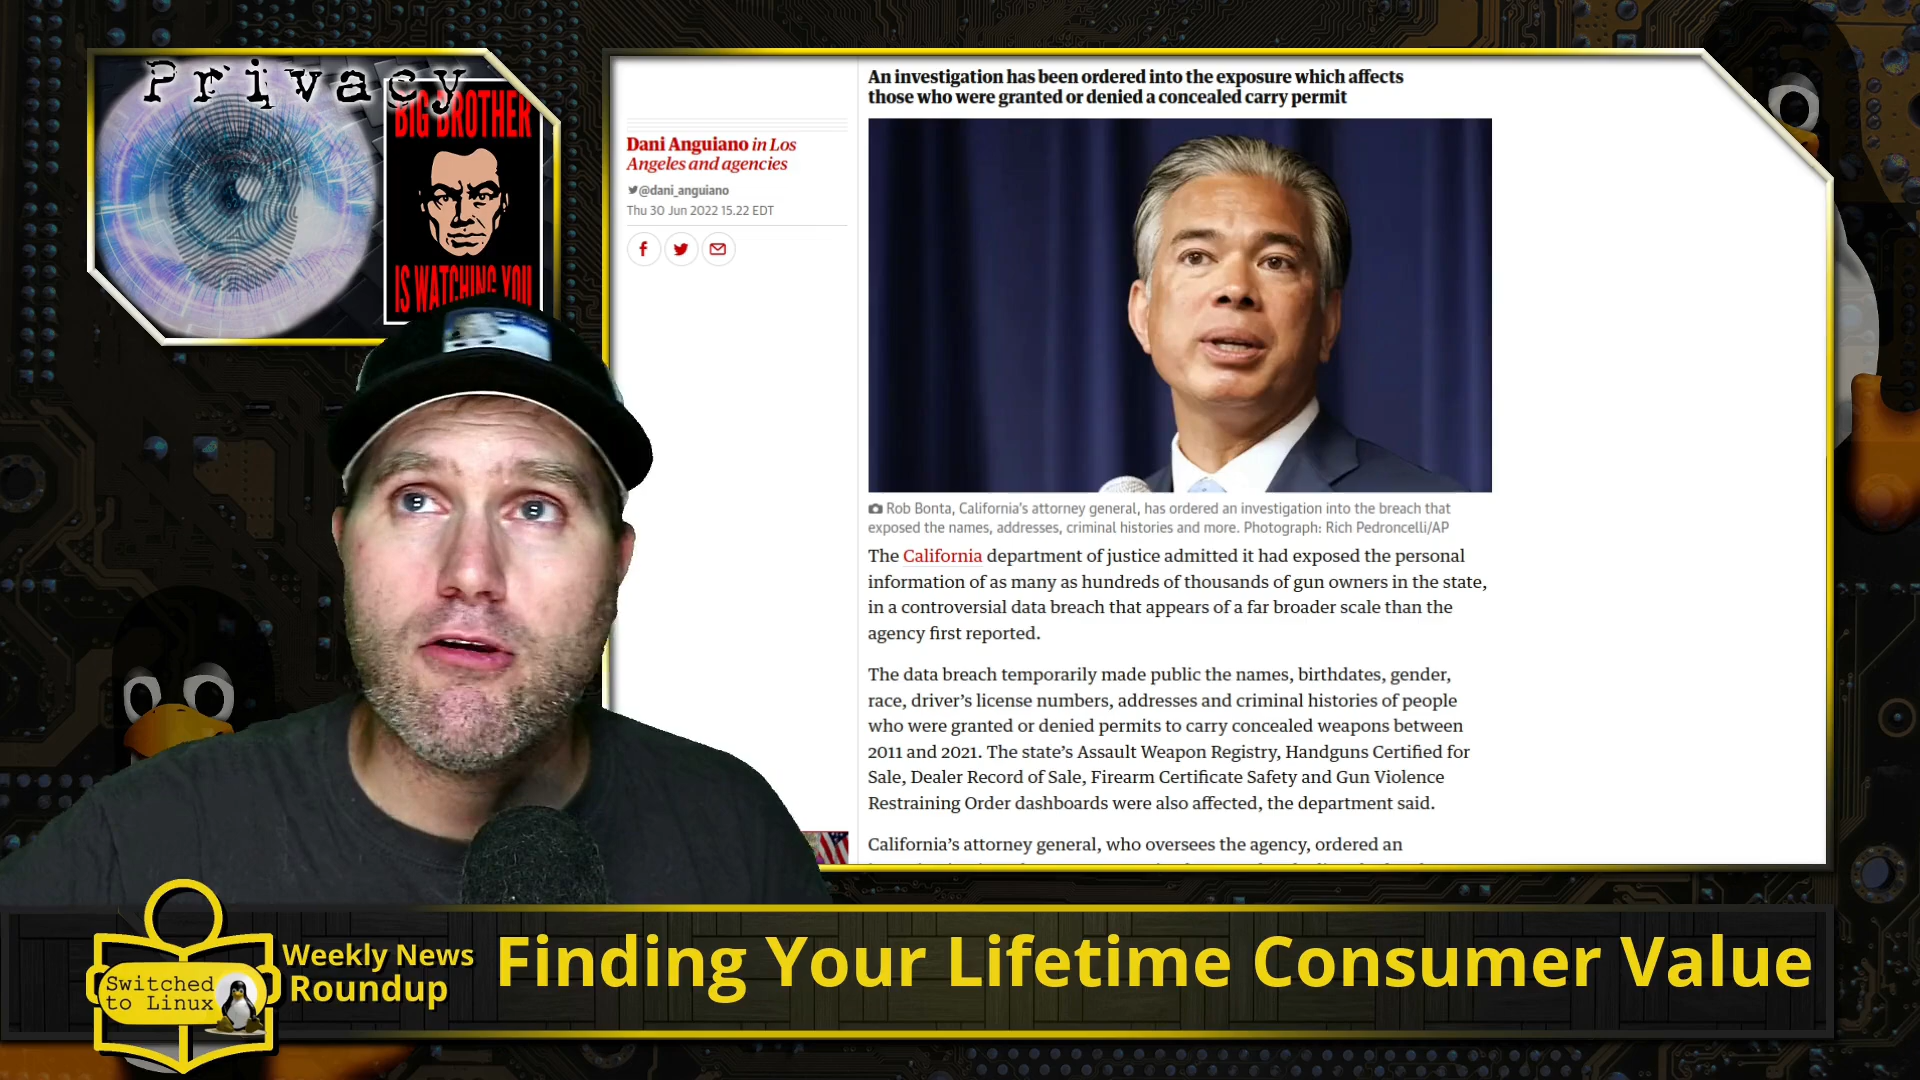 Privacy
BIG BROTHER
IS WATCHING YOU
An investigation has been ordered into the exposure which affects
those who were granted or denied a concealed carry permit
Dani Anguiano in Los
Angeles and agencies
@dani_anguiano
Thu 30 Jun 2022 15.22 EDT
Rob Bonta, California's attorney general, has ordered an investigation into the breach that
exposed the names, addresses, criminal histories and more. Photograph: Rich Pedroncelli/AP
The California department of justice admitted it had exposed the personal
information of as many as hundreds of thousands of gun owners in the state,
in a controversial data breach that appears of a far broader scale than the
agency first reported.
The data breach temporarily made public the names, birthdates, gender,
race, driver’s license numbers, addresses and criminal histories of people
who were granted or denied permits to carry concealed weapons between
2011 and 2021. The state’s Assault Weapon Registry, Handguns Certified for
Sale, Dealer Record of Sale, Firearm Certificate Safety and Gun Violence
Restraining Order dashboards were also affected, the department said.
California’s attorney general, who oversees the agency, ordered an
Switched
to Linux
Weekly News
Roundup
Finding Your Lifetime Consumer Value